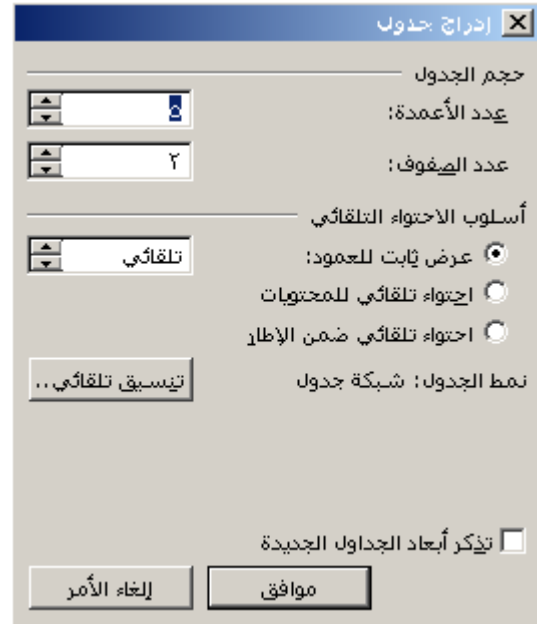 إدراج جدول
حجم الجدول
عدد الأعمدة: ٥
عدد الصفوف: ٢
أسلوب الاحتواء التلقائي
عرض ثابت للعمود: تلقائي
احتواء تلقائي للمحتويات
احتواء تلقائي ضمن الإطار
نمط الجدول: شبكة جدول تنسيق تلقائي..
تذكر أبعاد الجداول الجديدة
موافق إلغاء الأمر